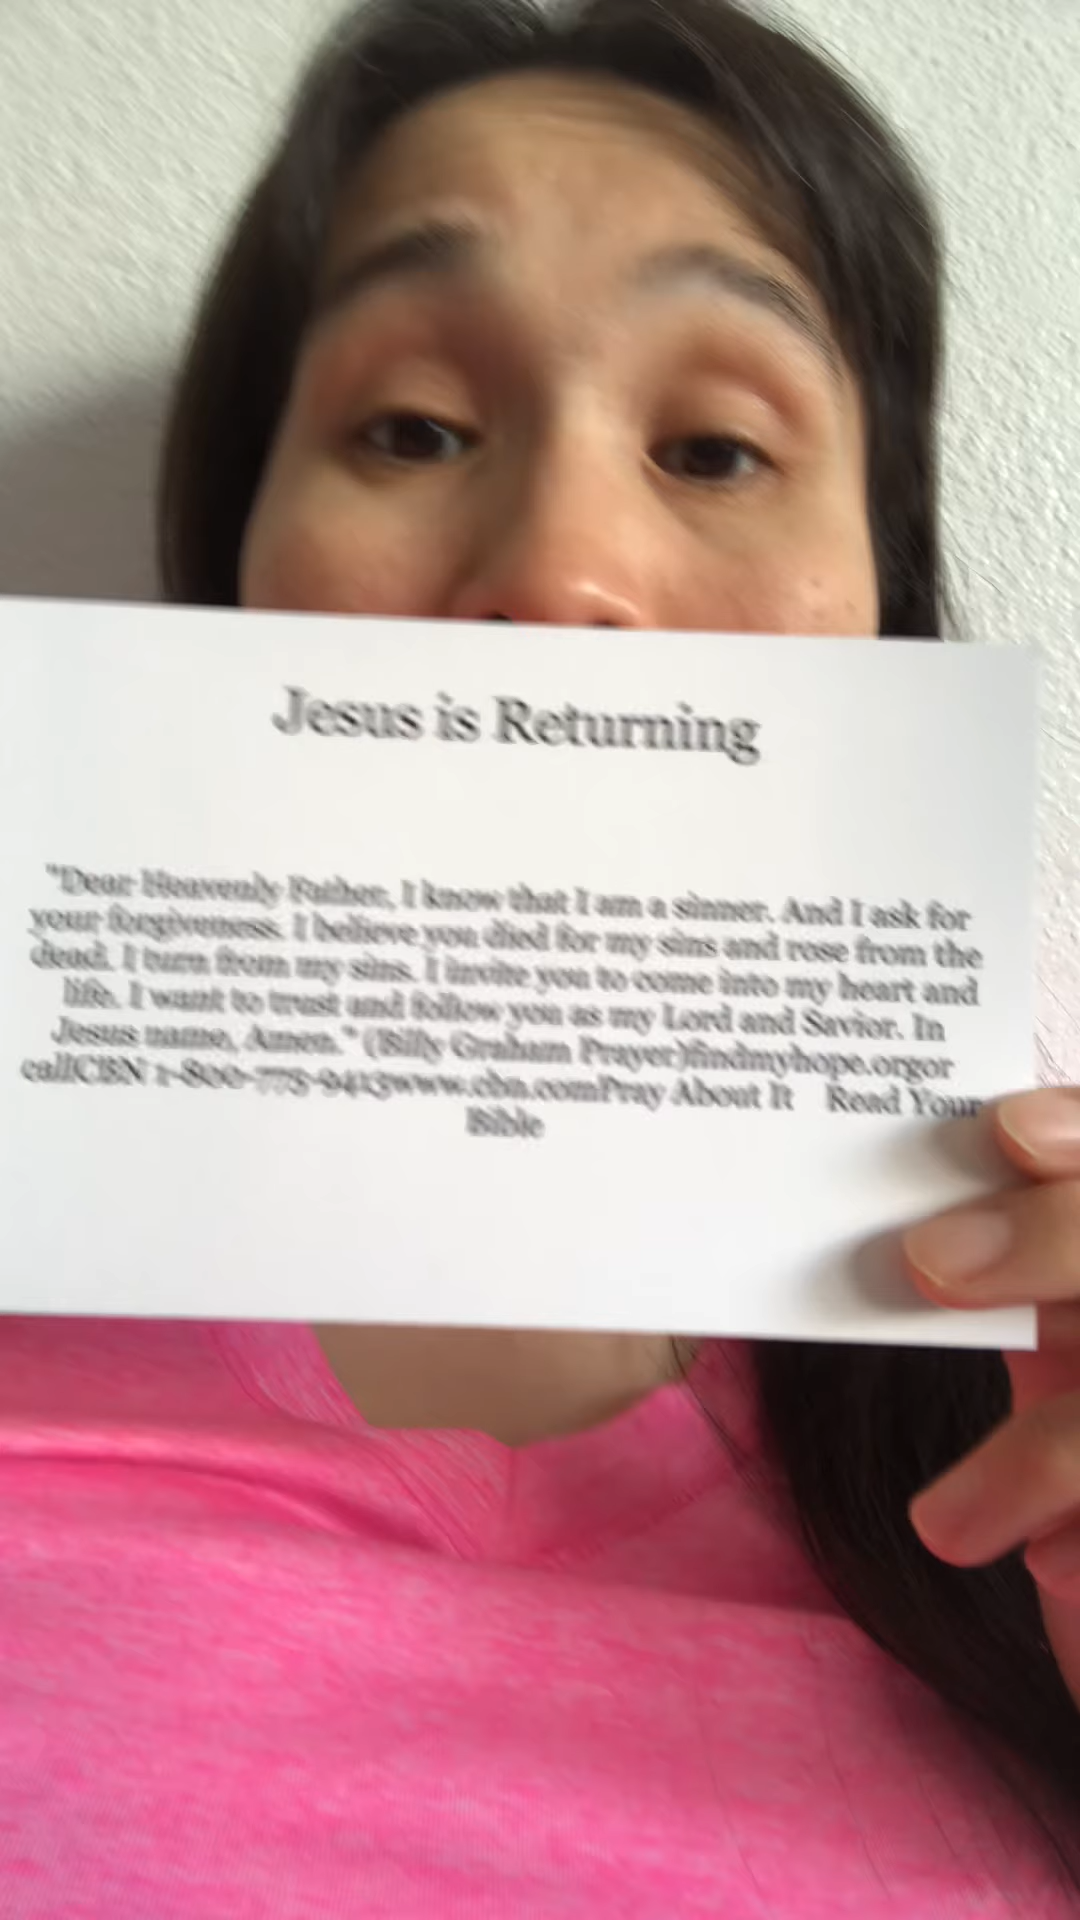 Jesus is Returning
"Dear Heavenly Father, I know that I am a sinner. And I ask for
your forgiveness. I believe you died for my sins and rose from the
dead. I turn from my sins. I invite you to come into my heart and
life. I want to trust and follow you as my Lord and Savior. In
Jesus name, Amen." (Billy Graham Prayer)findmyhope.orgor
callCBN 1-800-775-9413www.cbn.comPray About It Read Your
Bible